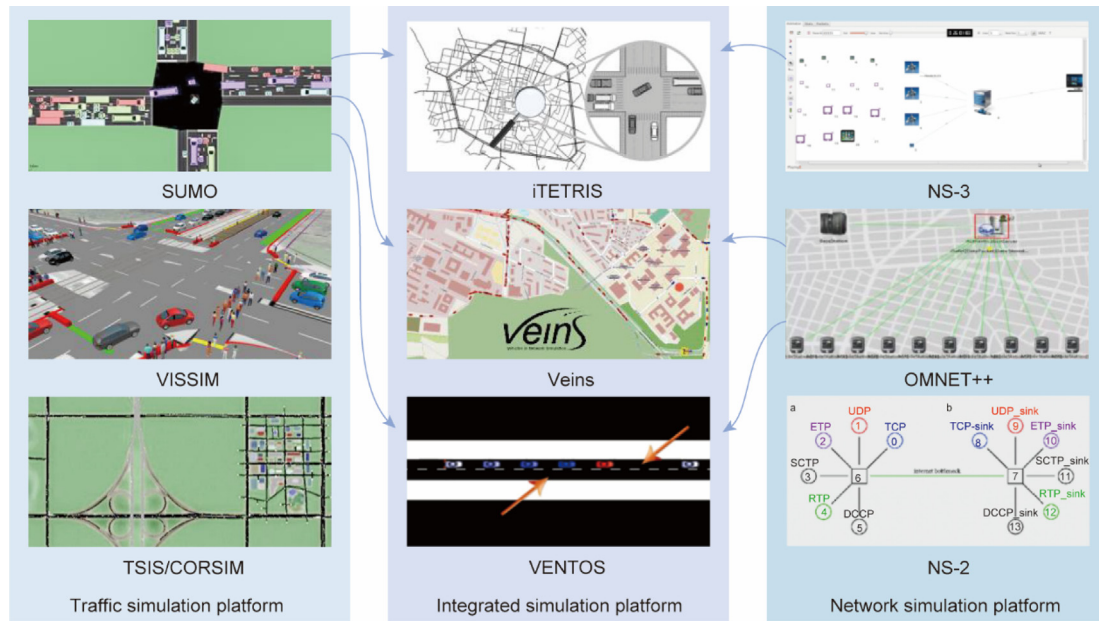 SUMO
VISSIM
TSIS/CORSIM
Traffic simulation platform
iTETRIS
veins
Veins
VENTOS
Integrated simulation platform
NS-3
OMNET++
a
UDP
1
ETP
2
TCP
0
SCTP
3
6
RTP
4
DCCP
5
b
UDP_sink
9
TCP-sink
8
ETP_sink
10
SCTP_sink
11
7
RTP_sink
12
DCCP_sink
13
NS-2
Network simulation platform